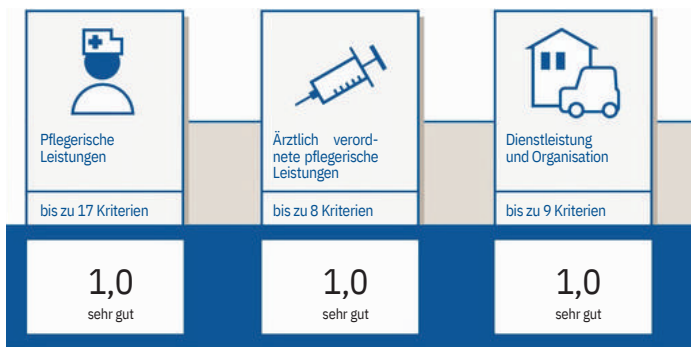 Pflegerische
Leistungen
bis zu 17 Kriterien
1,0
sehr gut
Ärztlich verord-
nete pflegerische
Leistungen
bis zu 8 Kriterien
1,0
sehr gut
Dienstleistung
und Organisation
bis zu 9 Kriterien
1,0
sehr gut